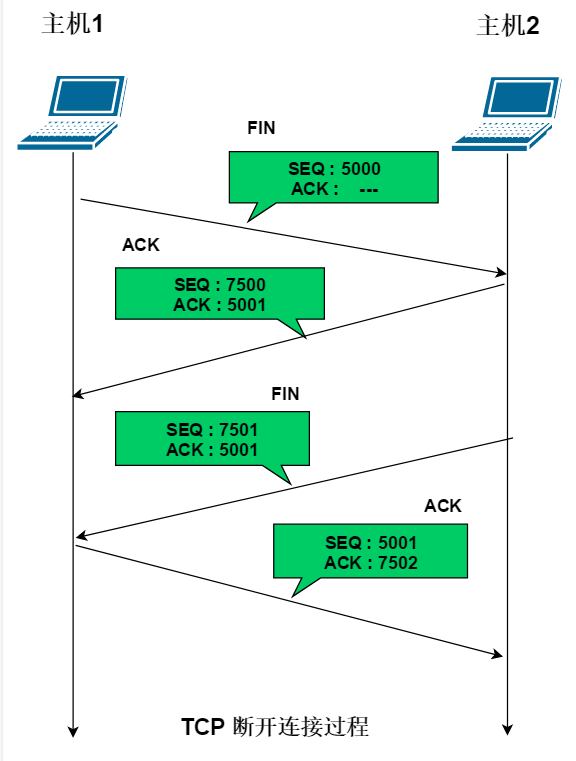 主机1
主机2
FIN
SEQ : 5000
ACK : ---
ACK
SEQ : 7500
ACK : 5001
FIN
SEQ : 7501
ACK : 5001
ACK
SEQ : 5001
ACK : 7502
TCP 断开连接过程